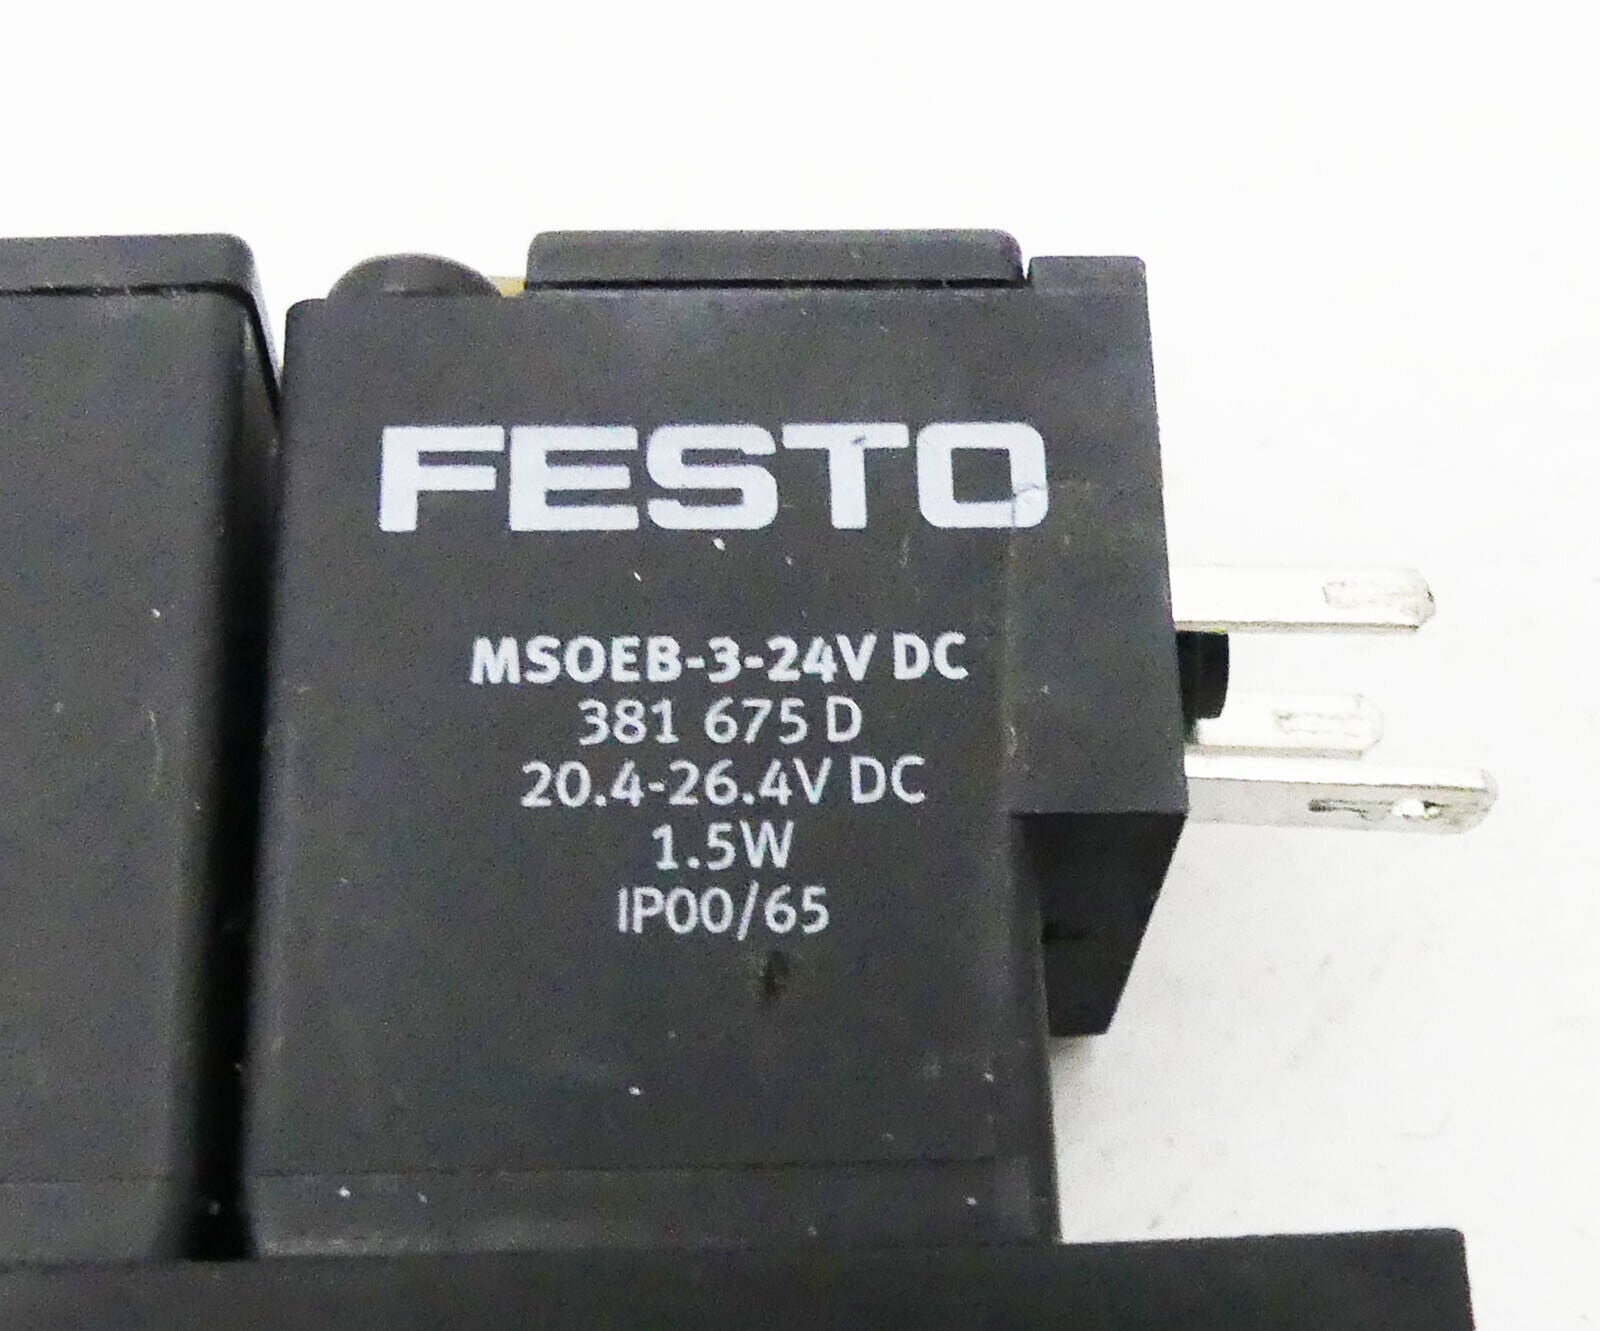 FESTO
MSOEB-3-24V DC
381 675 D
20.4-26.4V DC
1.5W
IP00/65